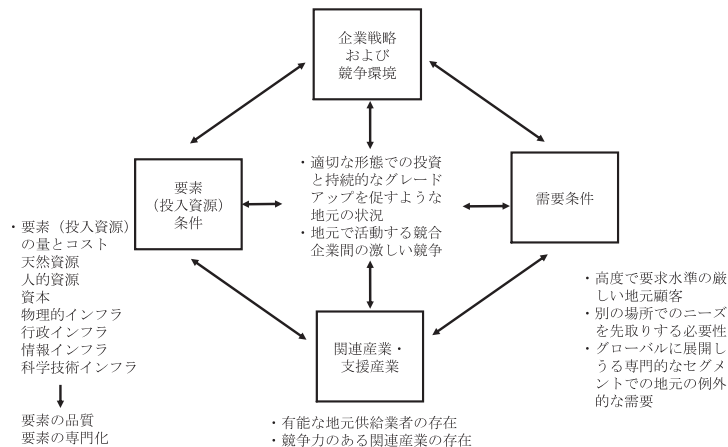 企業戦略
および
競争環境
・適切な形態での投資
と持続的なグレード
アップを促すような
地元の状況
・地元で活動する競合
企業間の激しい競争
要素
（投入資源）
条件
需要条件
・要素（投入資源）
の量とコスト
天然資源
人的資源
資本
物理的インフラ
行政インフラ
情報インフラ
科学技術インフラ
要素の品質
要素の専門化
関連産業・
支援産業
・有能な地元供給業者の存在
・競争力のある関連産業の存在
・高度で要求水準の厳
しい地元顧客
・別の場所でのニーズ
を先取りする必要性
・グローバルに展開し
うる専門的なセグメ
ントでの地元の例外
的な需要